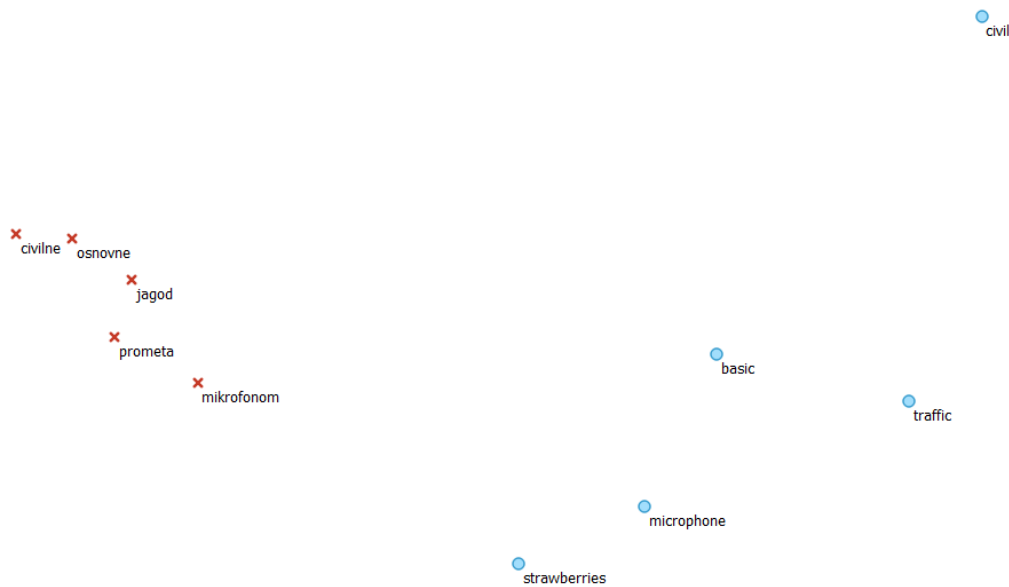 civil
civilne
osnovne
jagod
prometa
basic
mikrofonom
traffic
microphone
strawberries